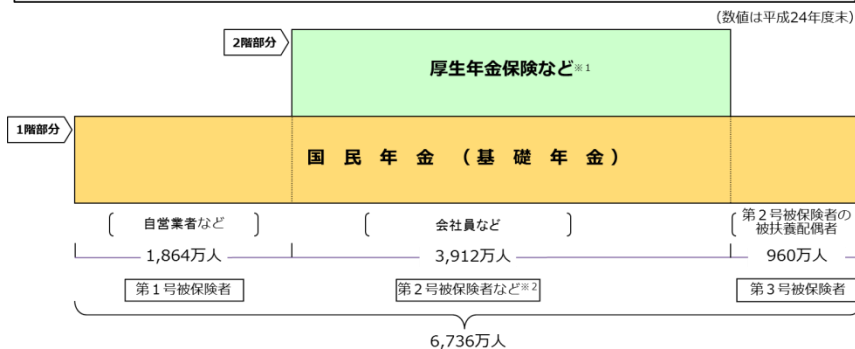 (数値は平成24年度末)
2階部分
厚生年金保険など※1
1階部分
国民年金(基礎年金)
自営業者など
会社員など
第2号被保険者の
被扶養配偶者
1,864万人
3,912万人
960万人
第1号被保険者
第2号被保険者など※2
第3号被保険者
6,736万人